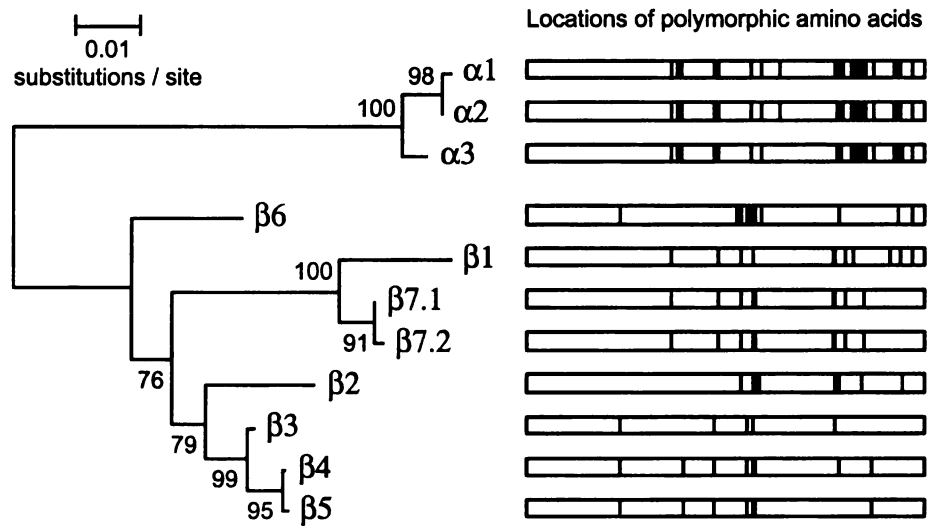 Locations of polymorphic amino acids
0.01
substitutions / site
98
α1
100
α2
α3
β6
100
β1
β7.1
91
β7.2
76
β2
79
β3
99
β4
95
β5